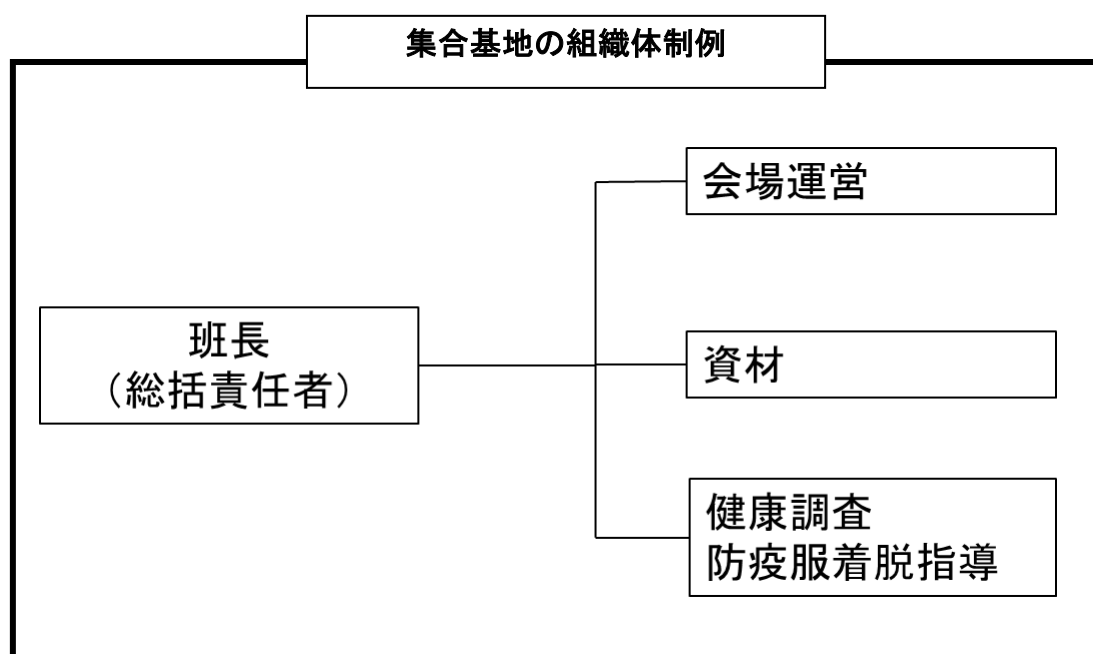 集合基地の組織体制例
会場運営
班長
（総括責任者）
資材
健康調査
防疫服着脱指導